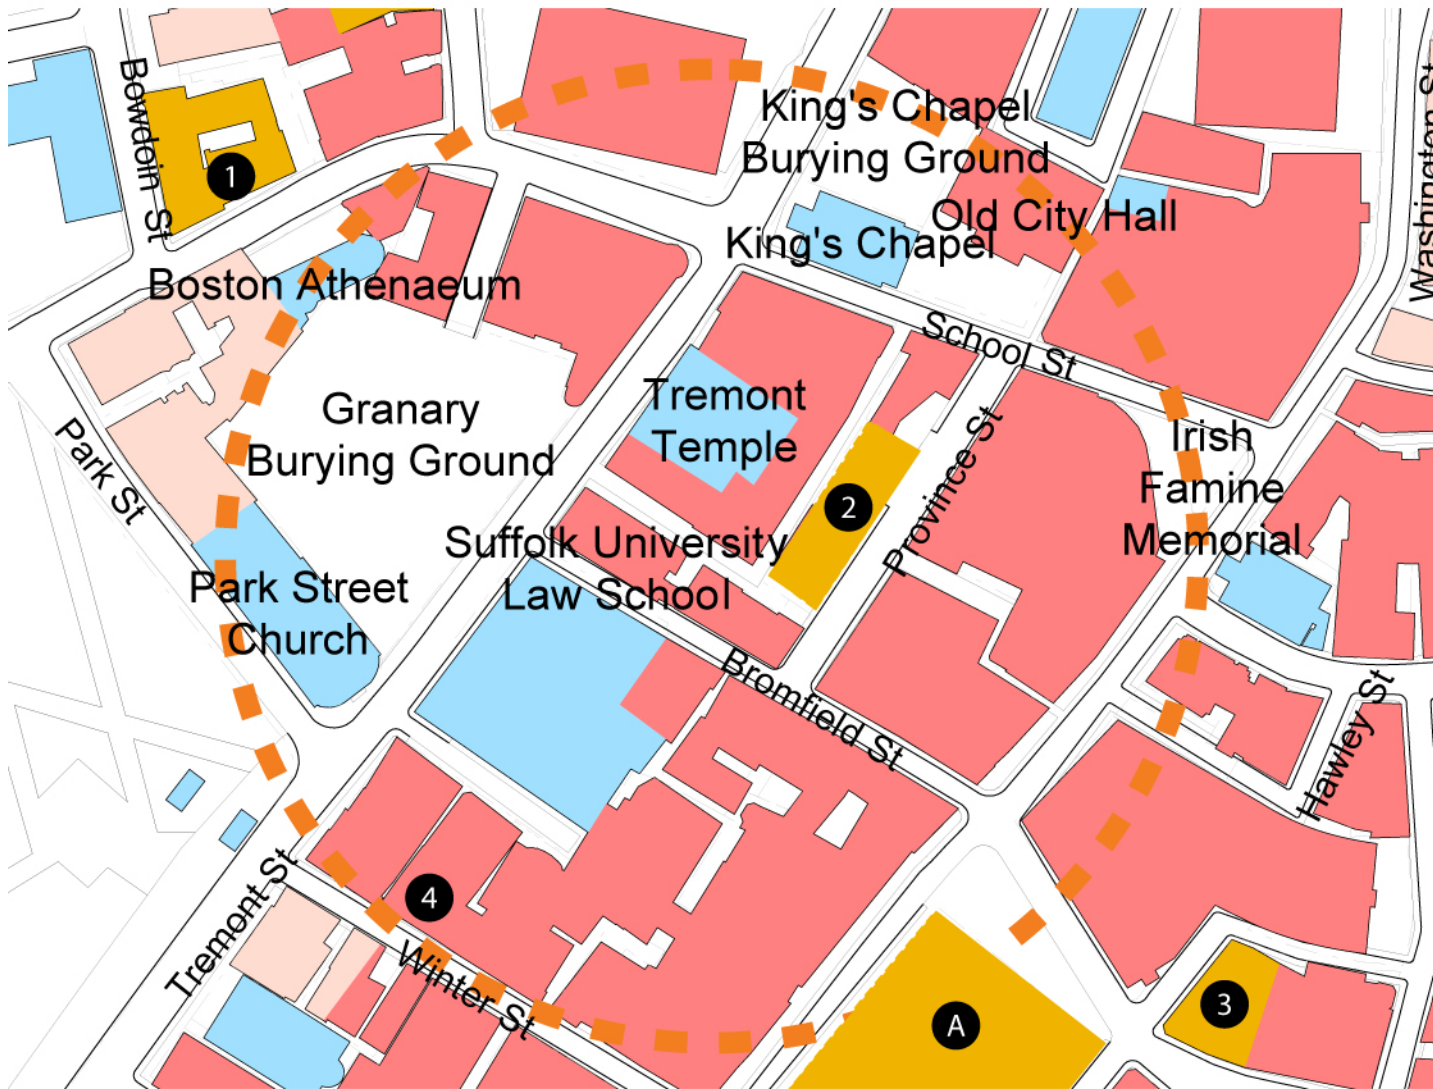 King's Chapel
Burying Ground
Bowdoin St
Washington St
1
Old City Hall
King's Chapel
Boston Athenaeum
School St
Tremont
Temple
Granary
Burying Ground
Irish
Famine
Memorial
Park St
Province St
2
Suffolk University
Law School
Park Street
Church
Bromfield St
Hawley St
4
Tremont St
Winter St
3
A